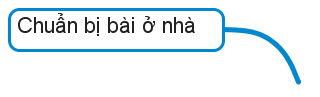 Chuẩn bị bài ở nhà